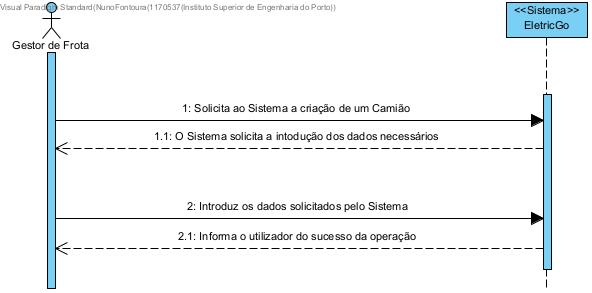 Visual Paradigm Standard(NunoFontoura(1170537(Instituto Superior de Engenharia do Porto))
<<Sistema>>
EletricGo
Gestor de Frota
1: Solicita ao Sistema a criação de um Camião
1.1: O Sistema solicita a intodução dos dados necessários
2: Introduz os dados solicitados pelo Sistema
2.1: Informa o utilizador do sucesso da operação